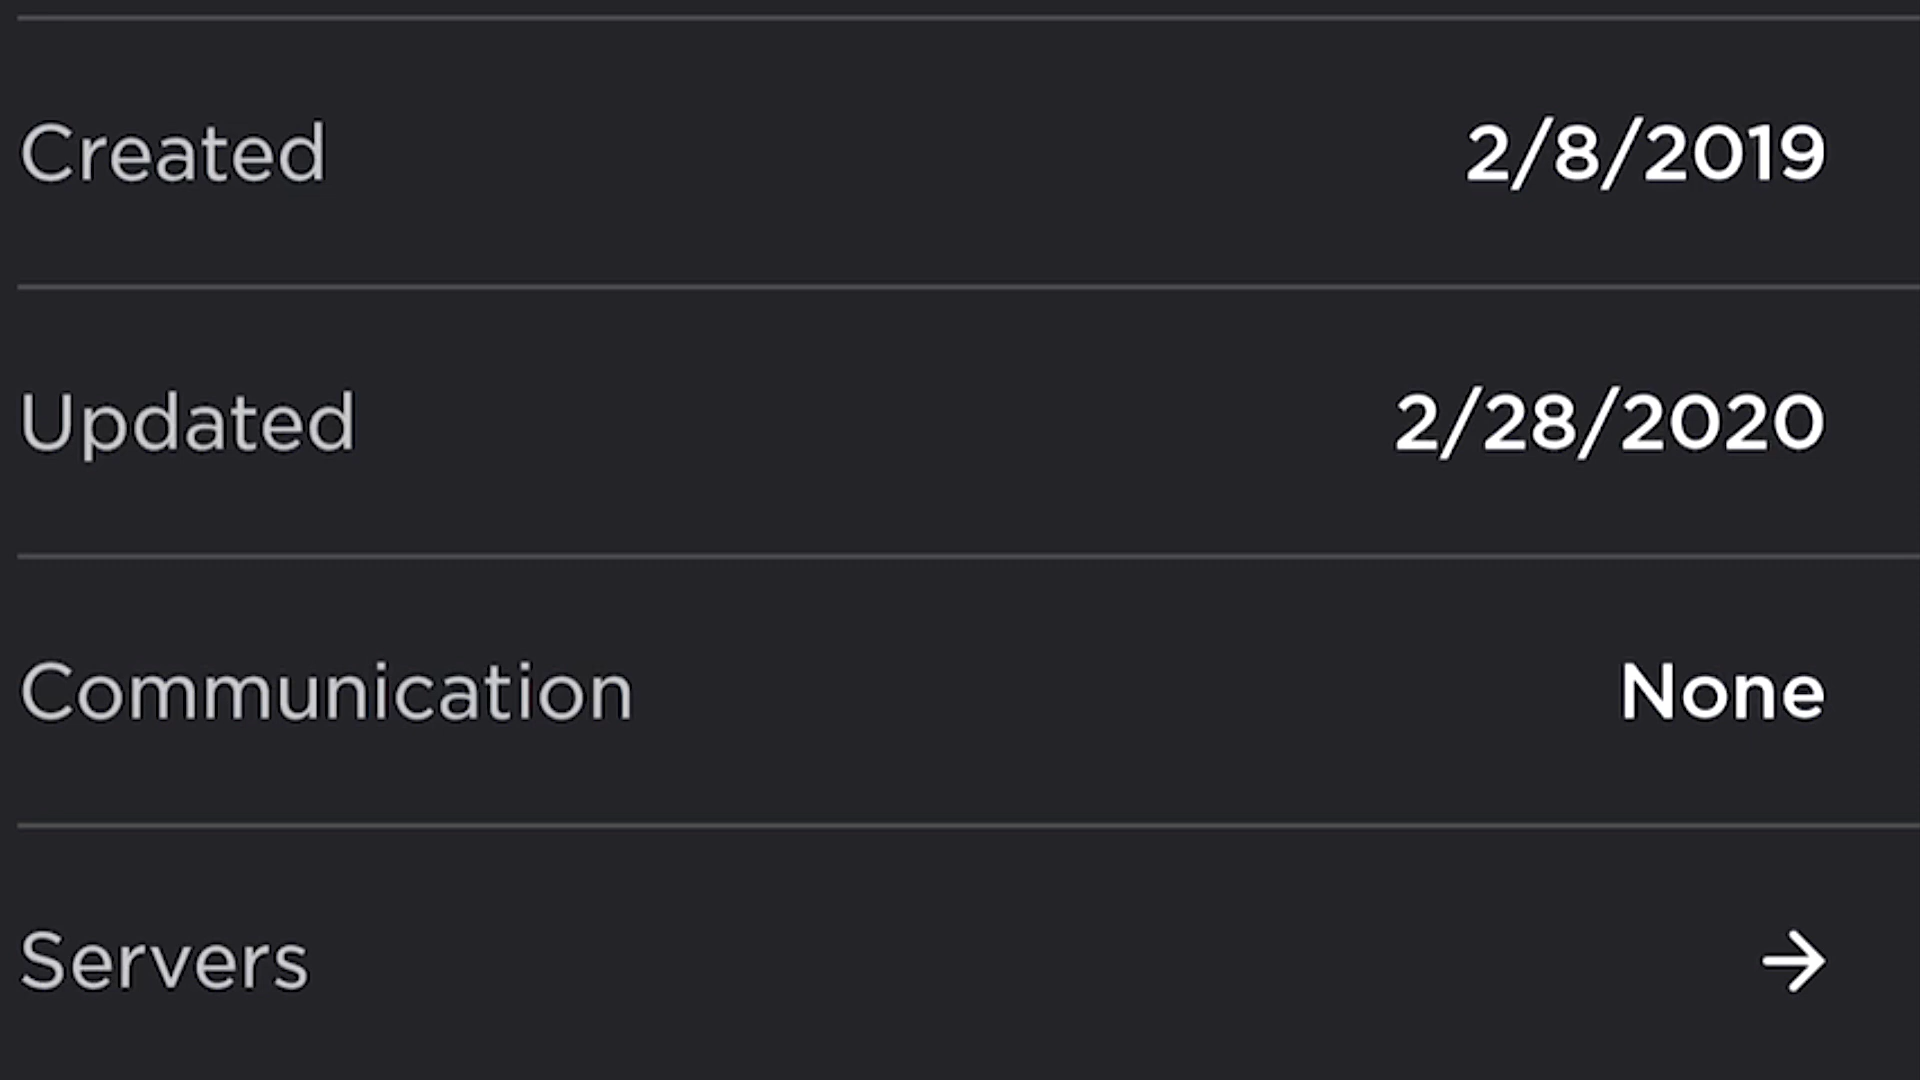 Created 2/8/2019
Updated 2/28/2020
Communication None
Servers →